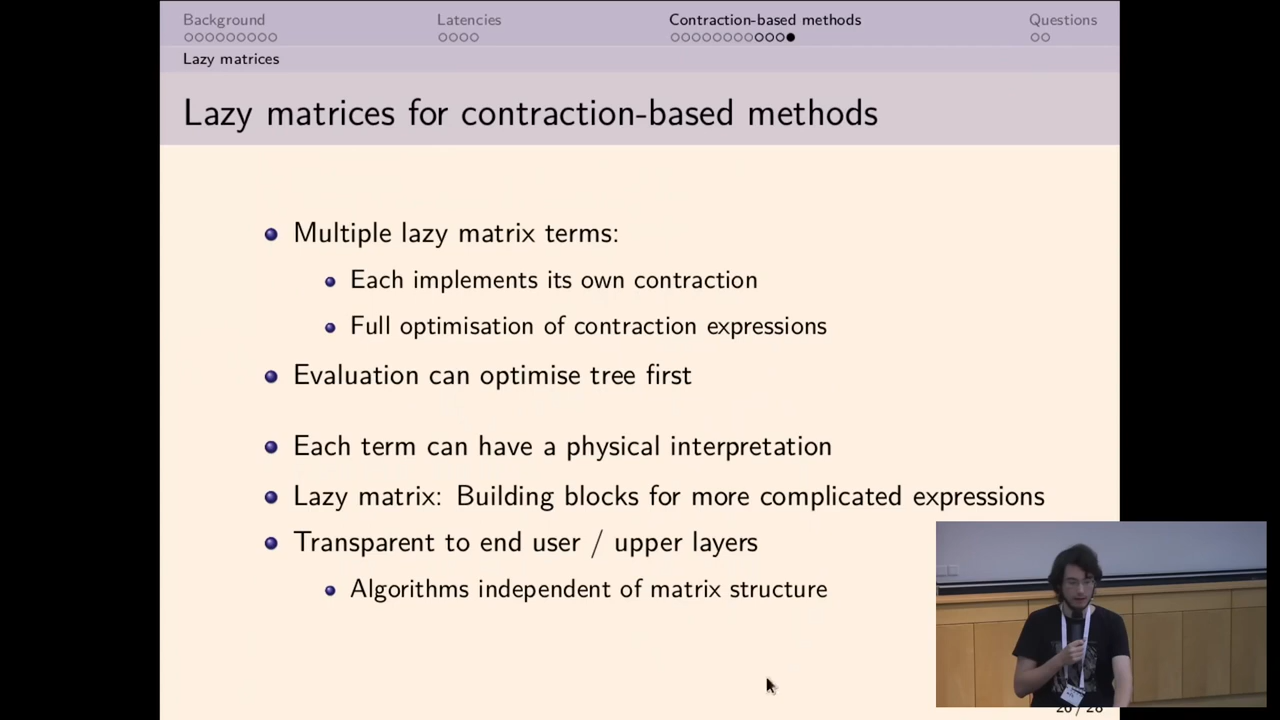 Background
Latencies
Contraction-based methods
Questions
Lazy matrices
Lazy matrices for contraction-based methods
Multiple lazy matrix terms:
Each implements its own contraction
Full optimisation of contraction expressions
Evaluation can optimise tree first
Each term can have a physical interpretation
Lazy matrix: Building blocks for more complicated expressions
Transparent to end user / upper layers
Algorithms independent of matrix structure